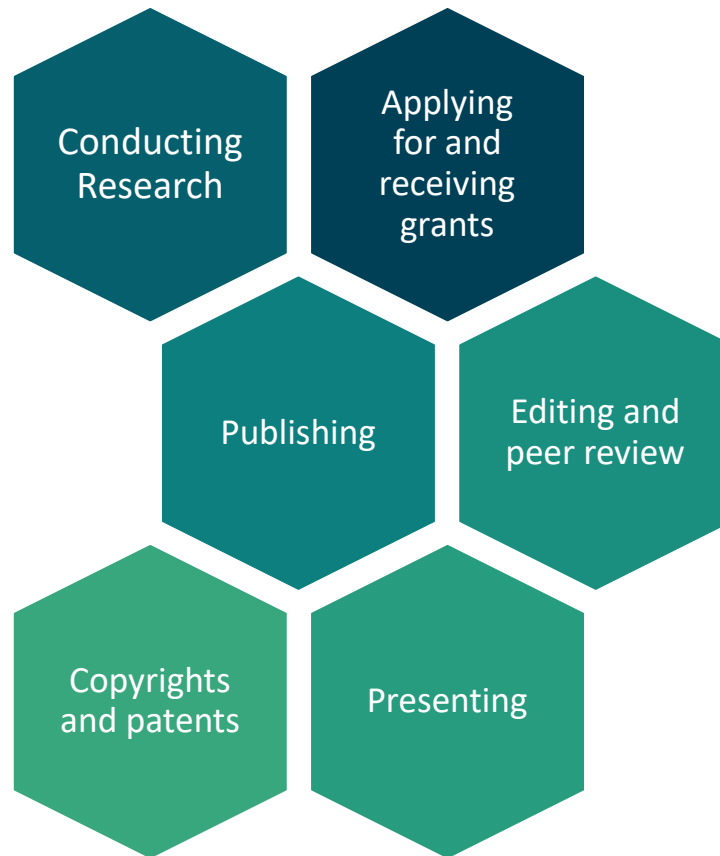 Conducting
Research
Applying
for and
receiving
grants
Publishing
Editing and
peer review
Copyrights
and patents
Presenting